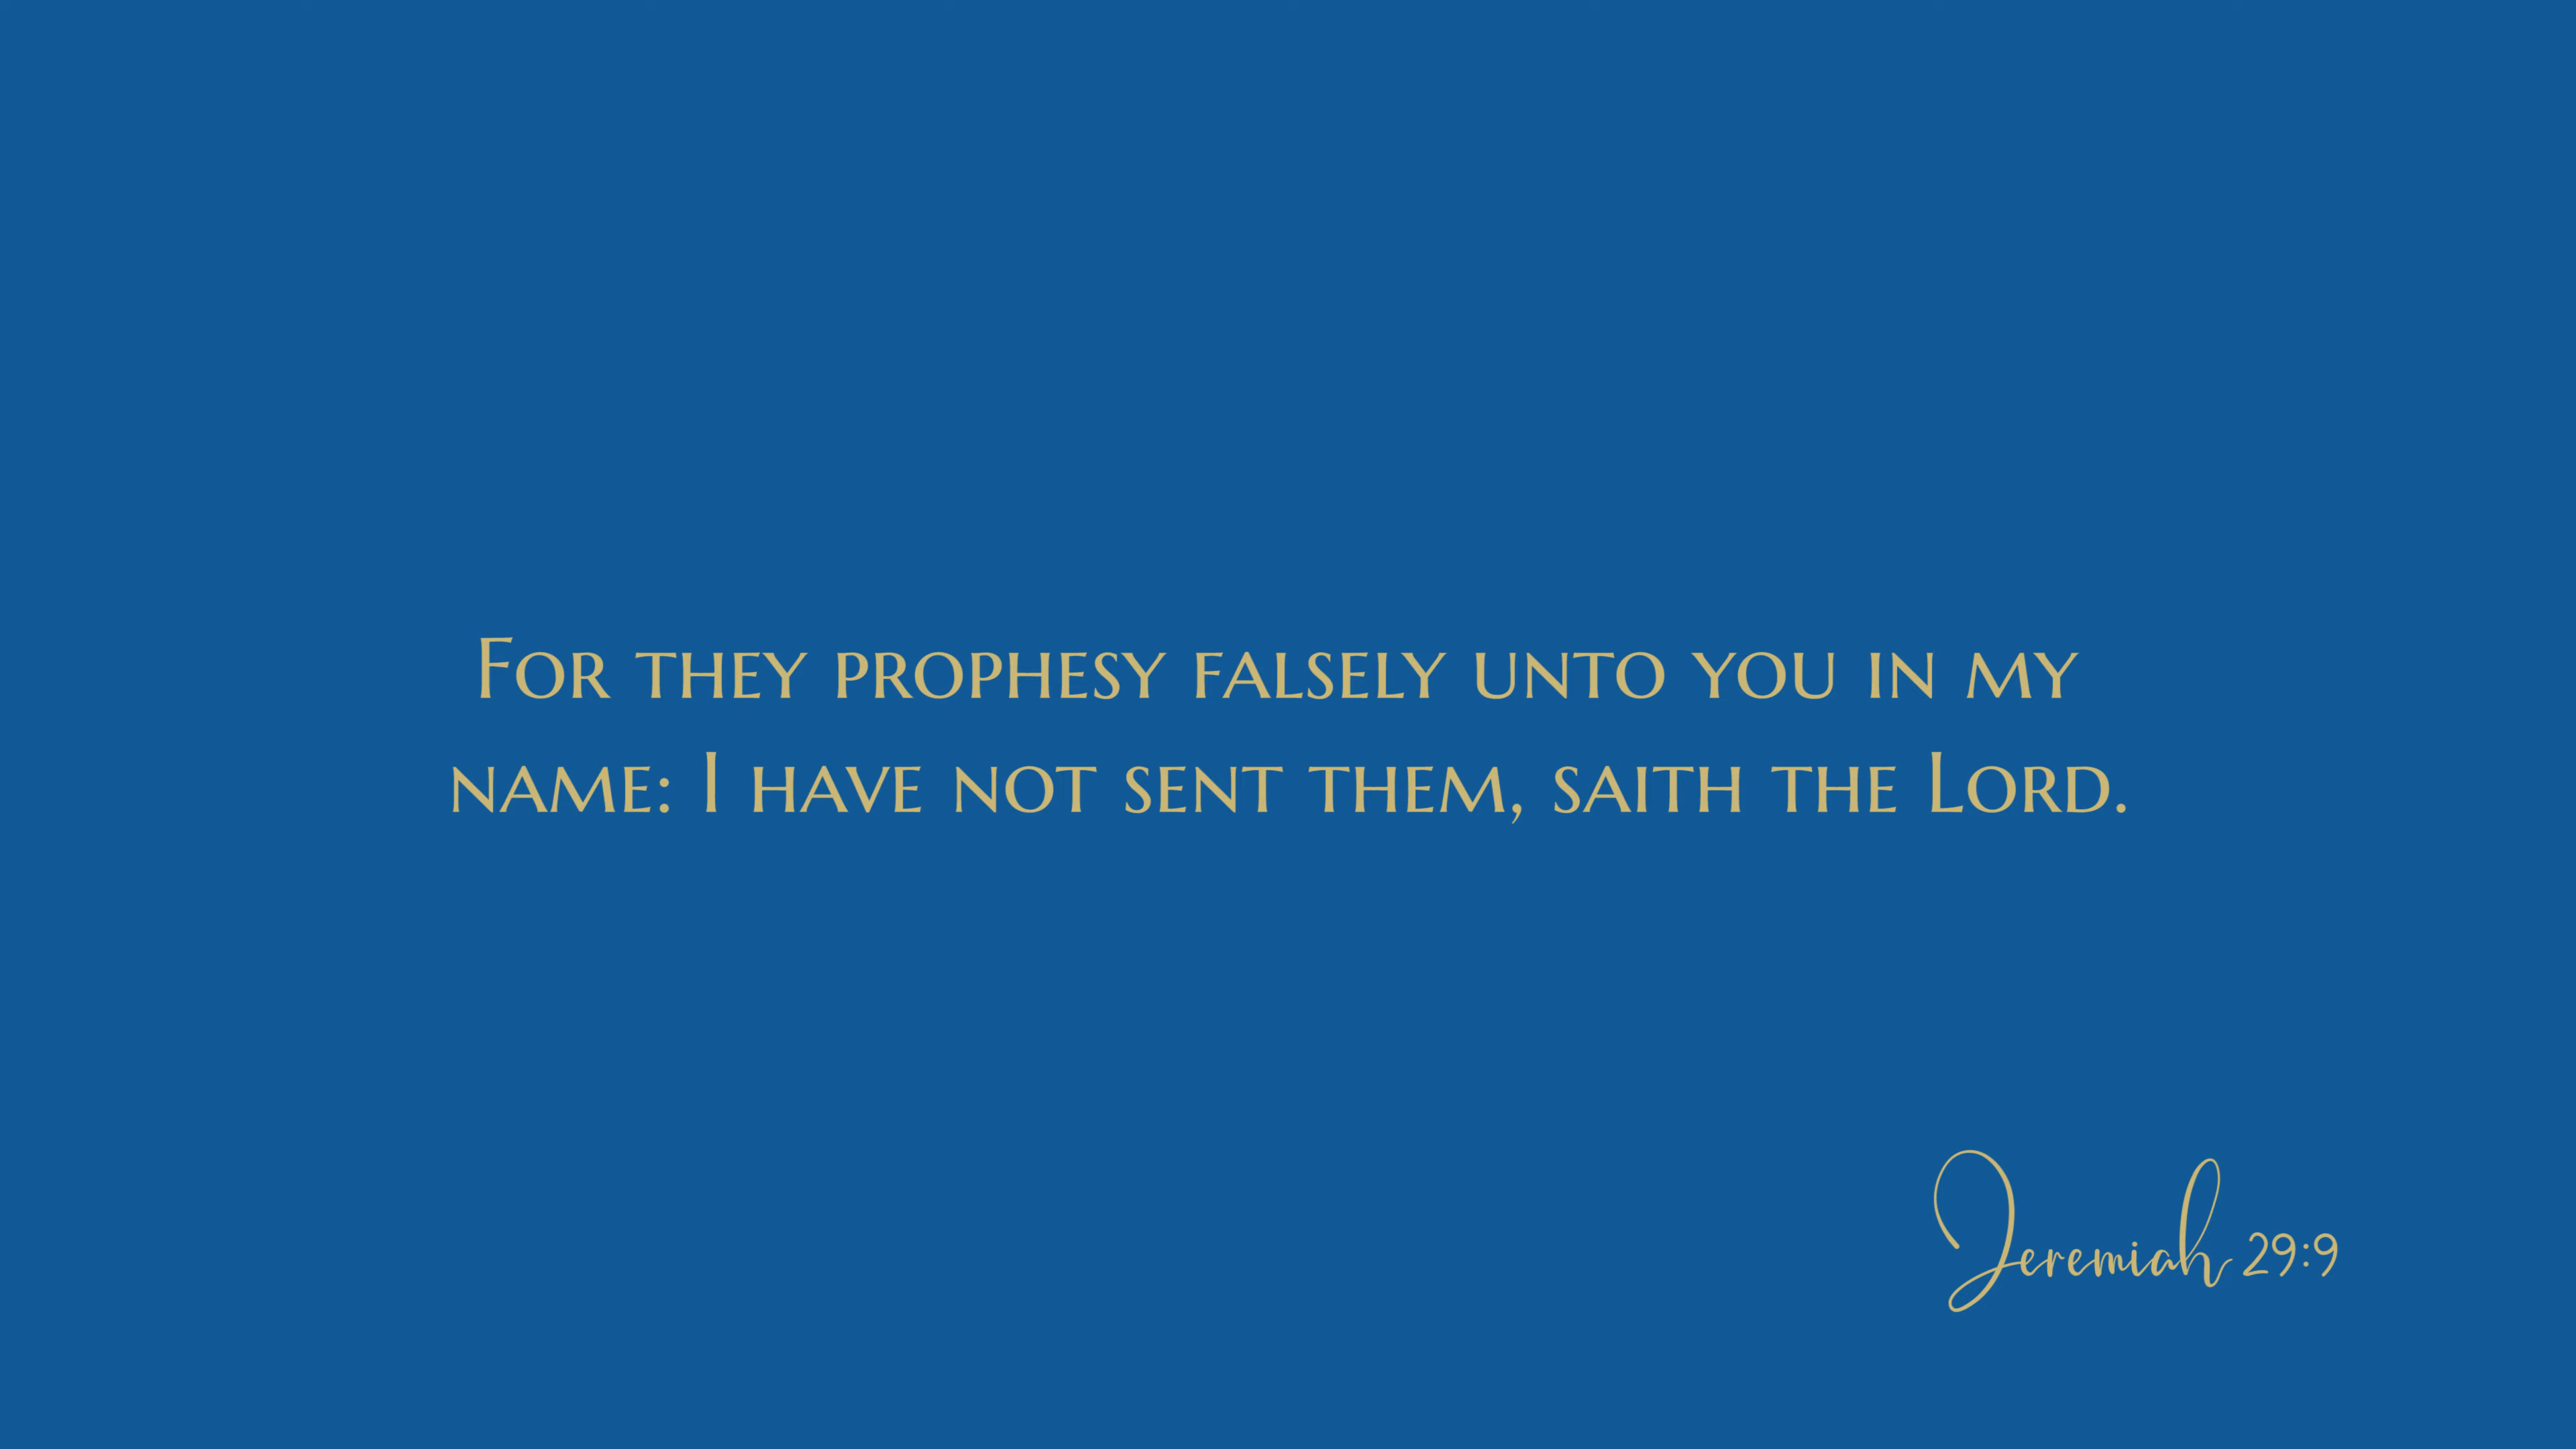 For they prophesy falsely unto you in my
name: I have not sent them, saith the Lord.
Jeremiah 29:9